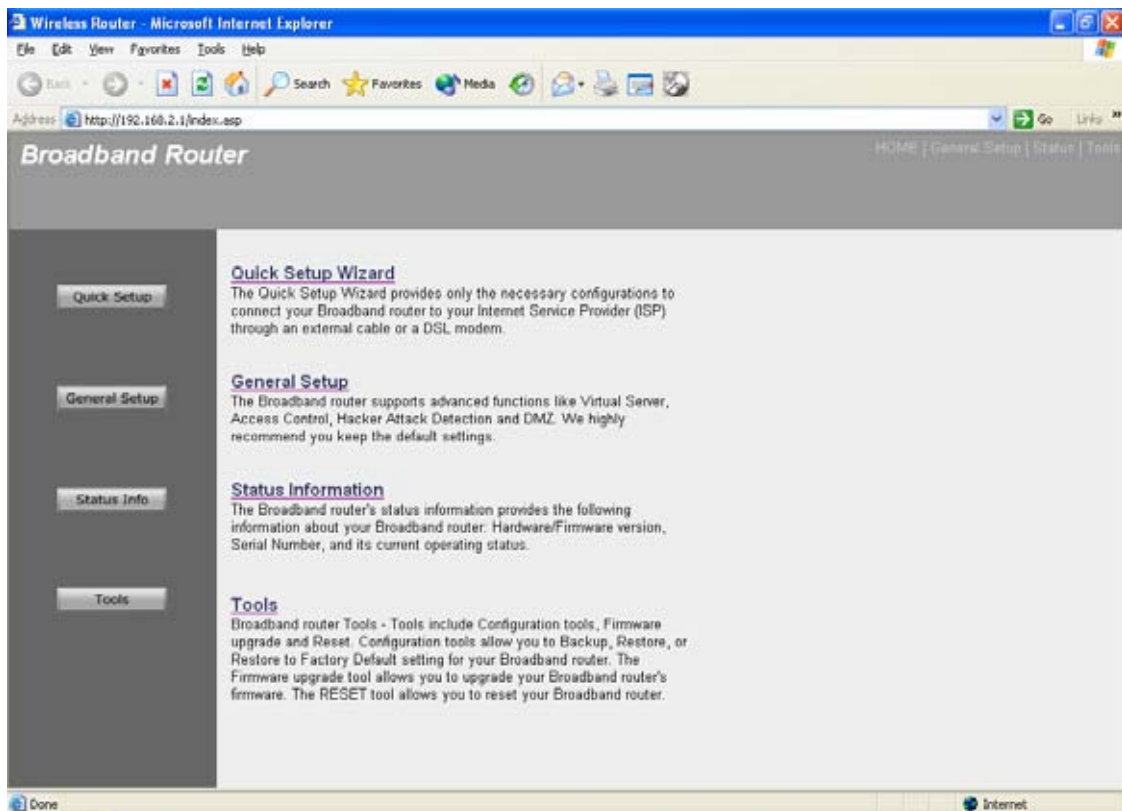 Wireless Router - Microsoft Internet Explorer
File Edit View Favorites Tools Help
Back Search Favorites Media
Address http://192.168.2.1/index.asp Go Links »
Broadband Router
HOME | General Setup | Status | Tools
Quick Setup
Quick Setup Wizard
The Quick Setup Wizard provides only the necessary configurations to
connect your Broadband router to your Internet Service Provider (ISP)
through an external cable or a DSL modem.
General Setup
General Setup
The Broadband router supports advanced functions like Virtual Server,
Access Control, Hacker Attack Detection and DMZ. We highly
recommend you keep the default settings.
Status Info
Status Information
The Broadband router's status information provides the following
information about your Broadband router: Hardware/Firmware version,
Serial Number, and its current operating status.
Tools
Tools
Broadband router Tools - Tools include Configuration tools, Firmware
upgrade and Reset. Configuration tools allow you to Backup, Restore, or
Restore to Factory Default setting for your Broadband router. The
Firmware upgrade tool allows you to upgrade your Broadband router's
firmware. The RESET tool allows you to reset your Broadband router.
Done Internet